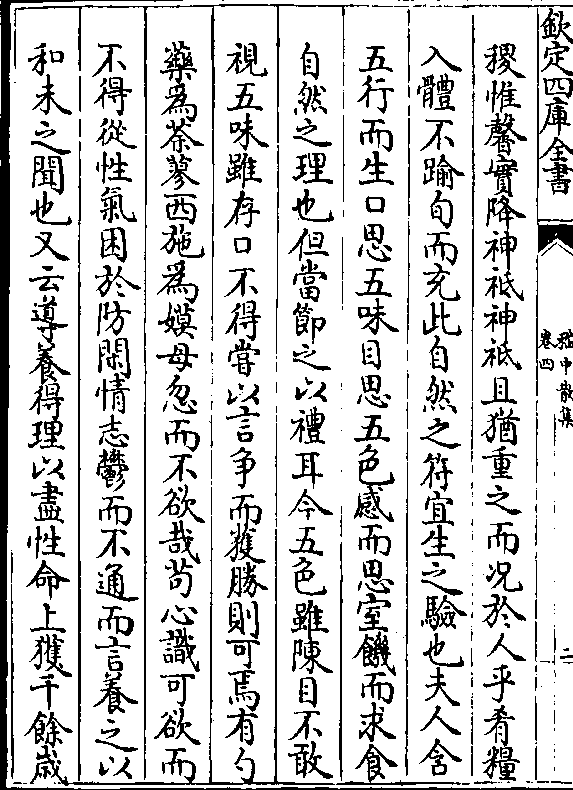 欽定四庫全書
嵇中散集
卷四
二
稷惟馨實降神祇神祇且猶重之而况於人乎肴糧
入體不踰旬而充此自然之符宜生之驗也夫人含
五行而生口思五味目思五色感而思室饑而求食
自然之理也但當節之以禮耳今五色雖陳目不敢
視五味雖存口不得嘗以言争而獲勝則可焉有勺
藥為荼蓼西施為嫫母忽而不欲哉茍心識可欲而
不得從性氣困於防閑情志鬱而不通而言養之以
和未之聞也又云導養得理以盡性命上獲千餘歳